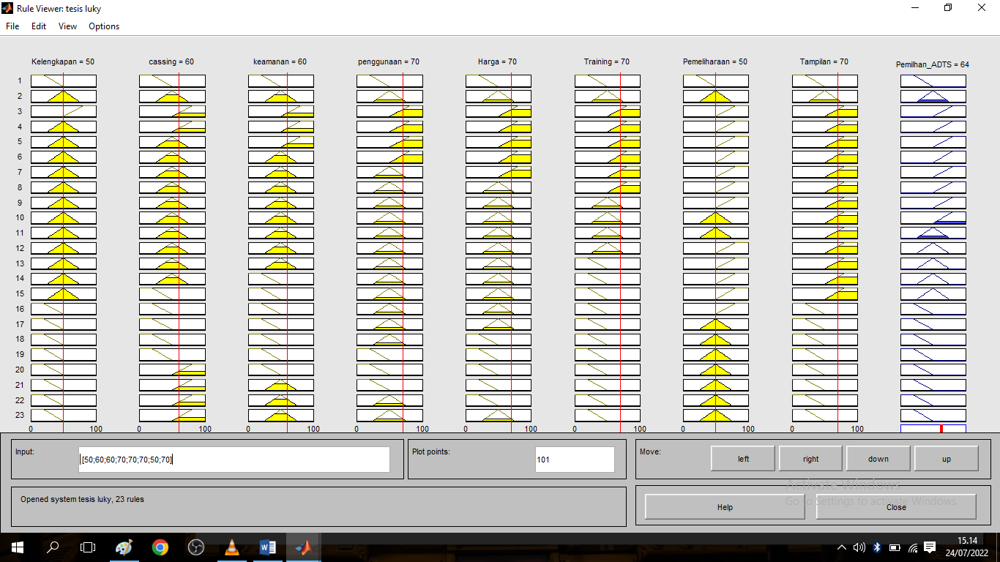 Rule Viewer: tesis luky
File Edit View Options
Kelengkapan = 50 cassing = 60 keamanan = 60 penggunaan = 70 Harga = 70 Training = 70 Pemeliharaan = 50 Tampilan = 70 Pemilhan_ADTS = 64
1
2
3
4
5
6
7
8
9
10
11
12
13
14
15
16
17
18
19
20
21
22
23
0 100 0 100 0 100 0 100 0 100 0 100 0 100 0 100
Input: [50;60;60;70;70;70;50;70]
Plot points: 101
Move: left right down up
Opened system tesis luky, 23 rules
Help Close
Activate Windows
Go to Settings to activate Windows.
15.14
24/07/2022